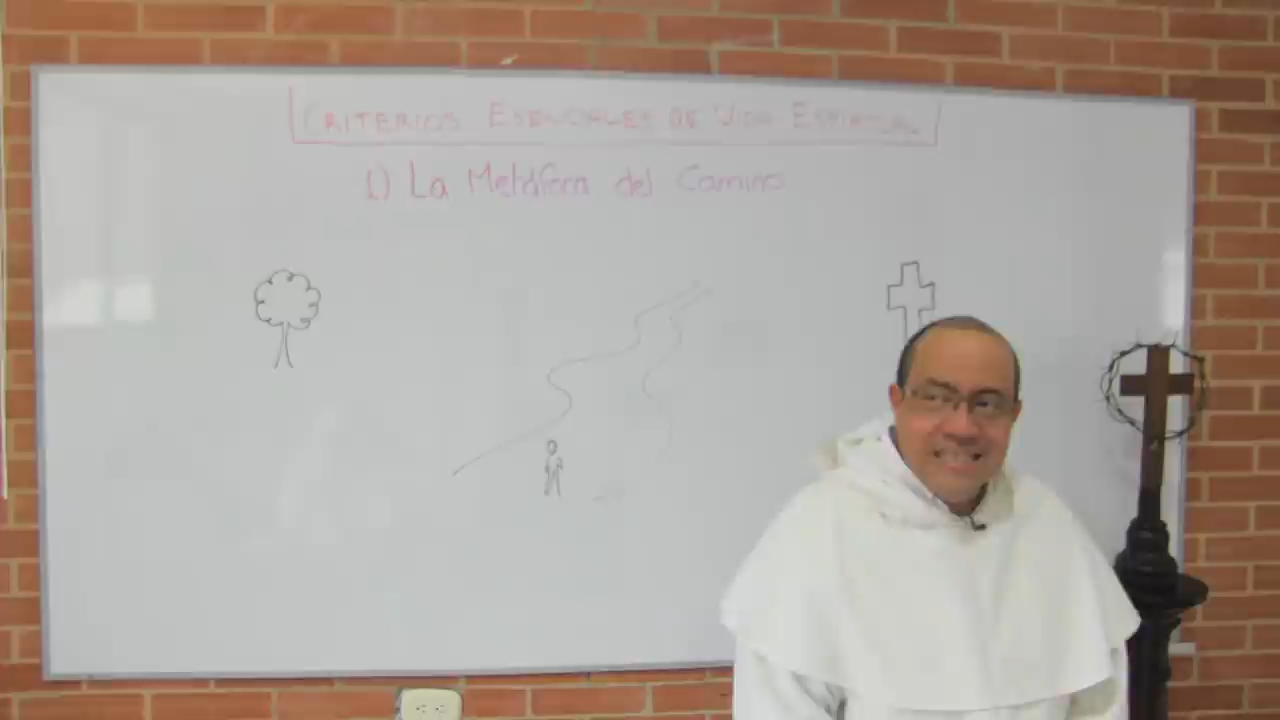 CRITERIOS ESENCIALES DE VIDA ESPIRITUAL
1) La Metáfora del Camino